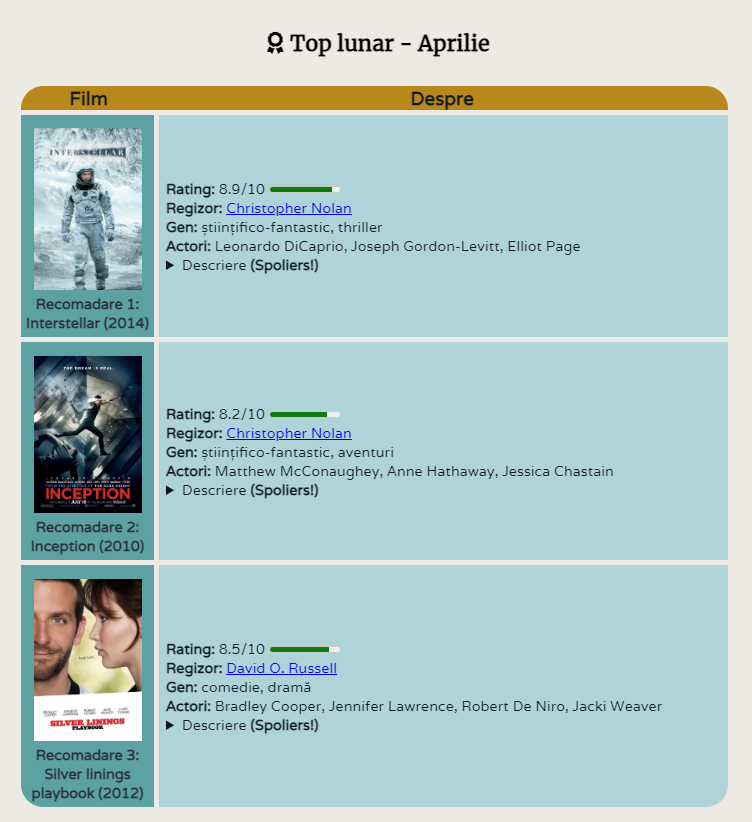 Top lunar - Aprilie
Film
Despre
INTERSTELLAR
Recomadare 1:
Interstellar (2014)
Rating: 8.9/10
Regizor: Christopher Nolan
Gen: științifico-fantastic, thriller
Actori: Leonardo DiCaprio, Joseph Gordon-Levitt, Elliot Page
Descriere (Spoliers!)
THE DREAM IS REAL.
INCEPTION
Recomadare 2:
Inception (2010)
Rating: 8.2/10
Regizor: Christopher Nolan
Gen: științifico-fantastic, aventuri
Actori: Matthew McConaughey, Anne Hathaway, Jessica Chastain
Descriere (Spoliers!)
SILVER LININGS
PLAYBOOK
Recomadare 3:
Silver linings
playbook (2012)
Rating: 8.5/10
Regizor: David O. Russell
Gen: comedie, dramă
Actori: Bradley Cooper, Jennifer Lawrence, Robert De Niro, Jacki Weaver
Descriere (Spoliers!)